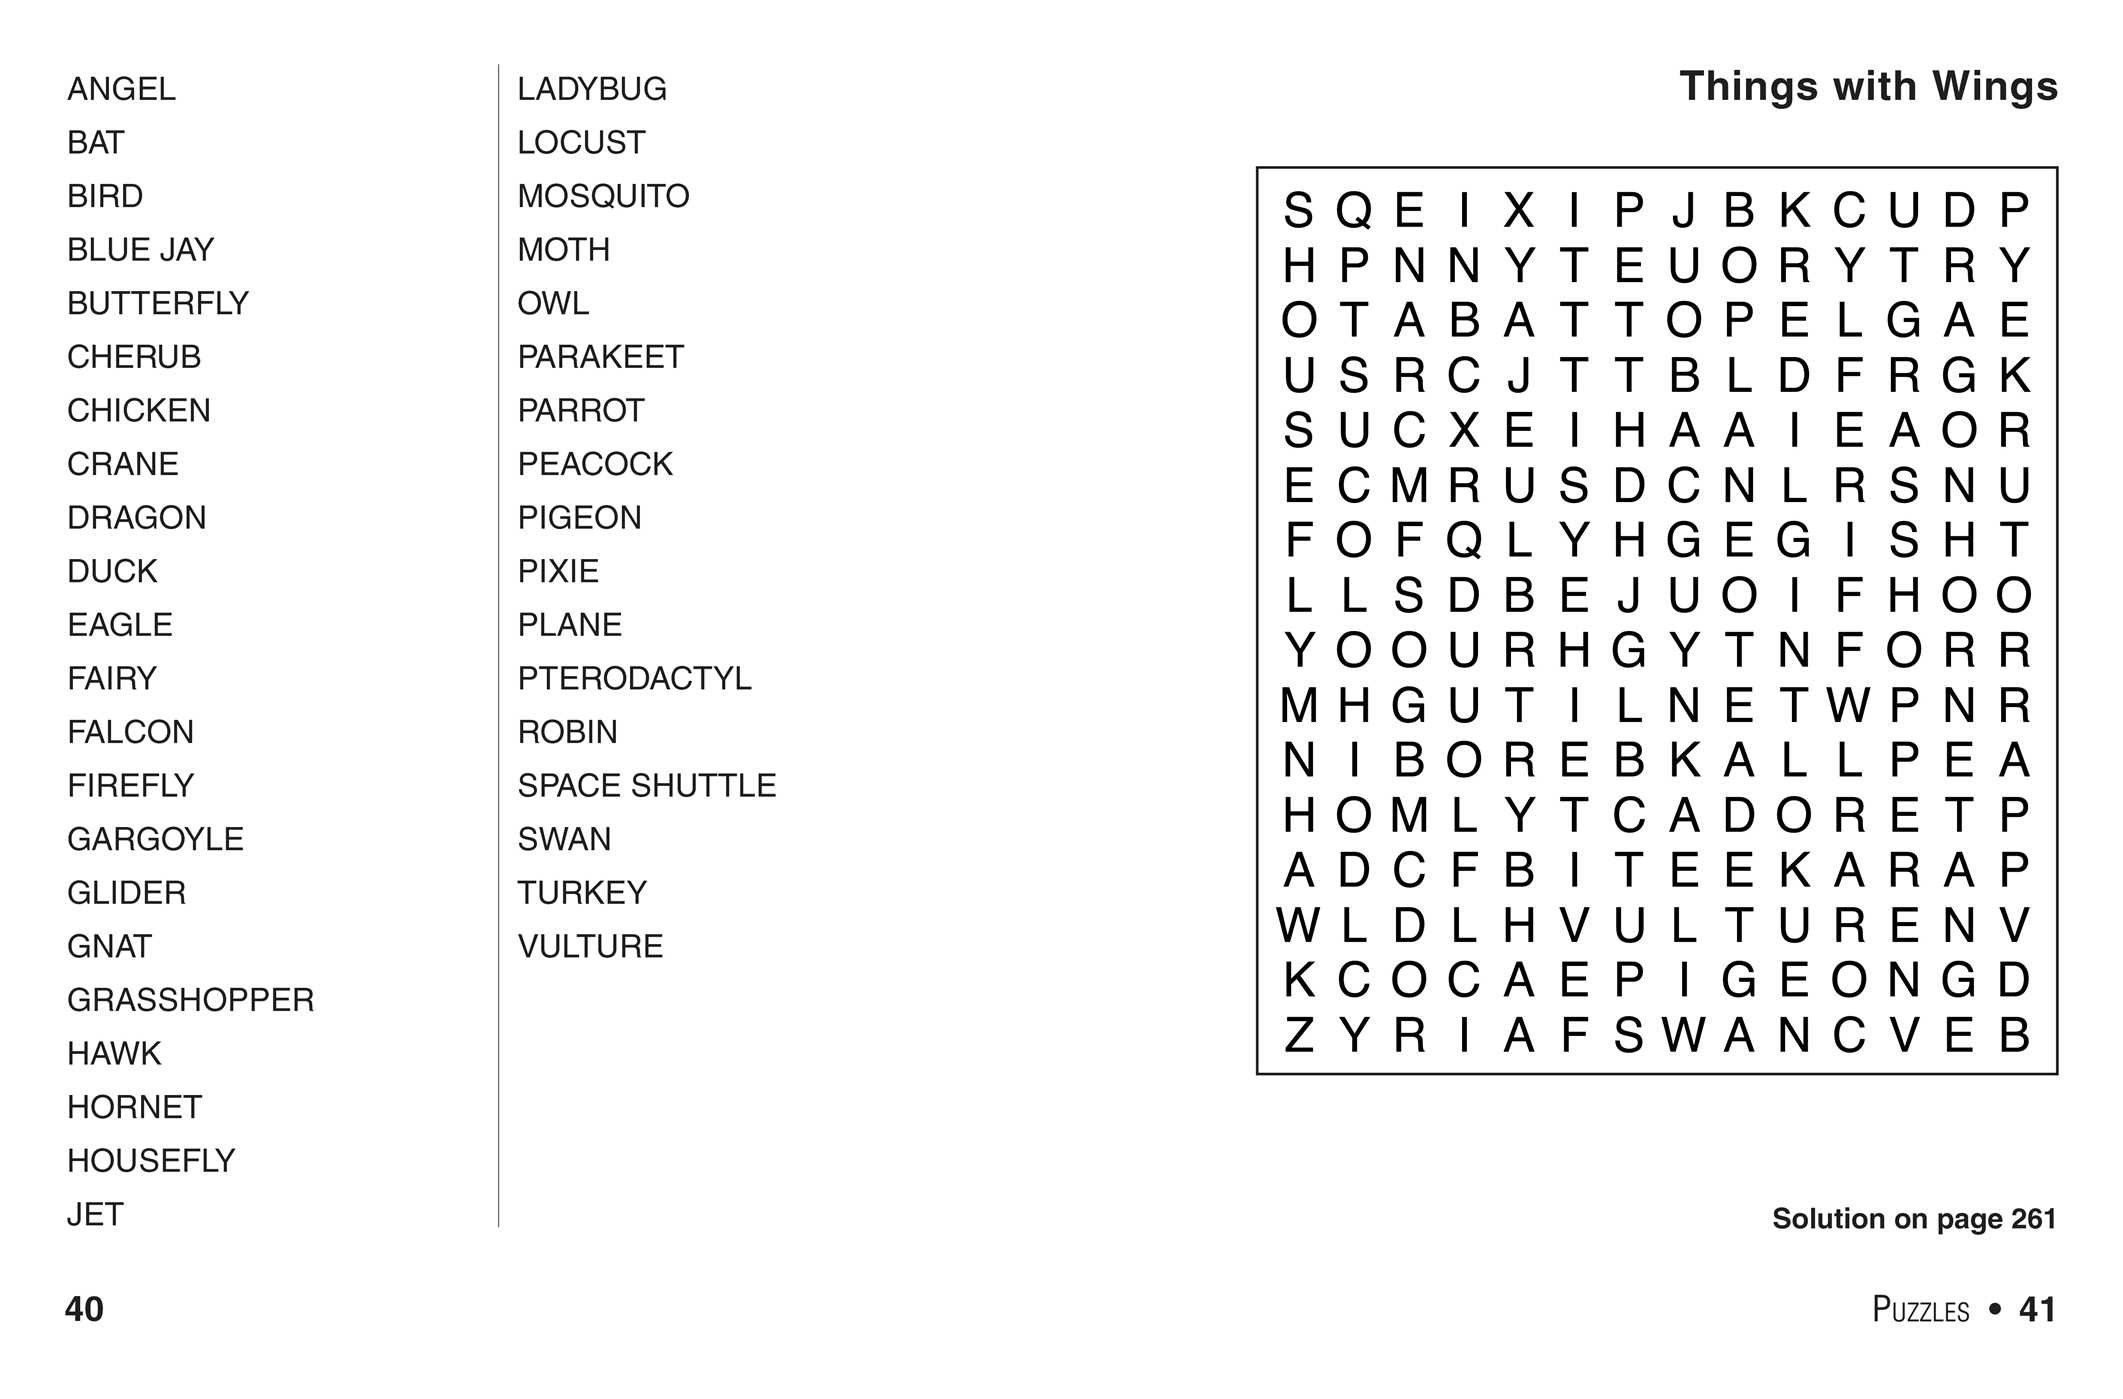 ANGEL
BAT
BIRD
BLUE JAY
BUTTERFLY
CHERUB
CHICKEN
CRANE
DRAGON
DUCK
EAGLE
FAIRY
FALCON
FIREFLY
GARGOYLE
GLIDER
GNAT
GRASSHOPPER
HAWK
HORNET
HOUSEFLY
JET
LADYBUG
LOCUST
MOSQUITO
MOTH
OWL
PARAKEET
PARROT
PEACOCK
PIGEON
PIXIE
PLANE
PTERODACTYL
ROBIN
SPACE SHUTTLE
SWAN
TURKEY
VULTURE
40
Things with Wings
S Q E I X I P J B K C U D P
H P N N Y T E U O R Y T R Y
O T A B A T T O P E L G A E
U S R C J T T B L D F R G K
S U C X E I H A A I E A O R
E C M R U S D C N L R S N U
F O F Q L Y H G E G I S H T
L L S D B E J U O I F H O O
Y O O U R H G Y T N F O R R
M H G U T I L N E T W P N R
N I B O R E B K A L L P E A
H O M L Y T C A D O R E T P
A D C F B I T E E K A R A P
W L D L H V U L T U R E N V
K C O C A E P I G E O N G D
Z Y R I A F S W A N C V E B
Solution on page 261
PUZZLES • 41